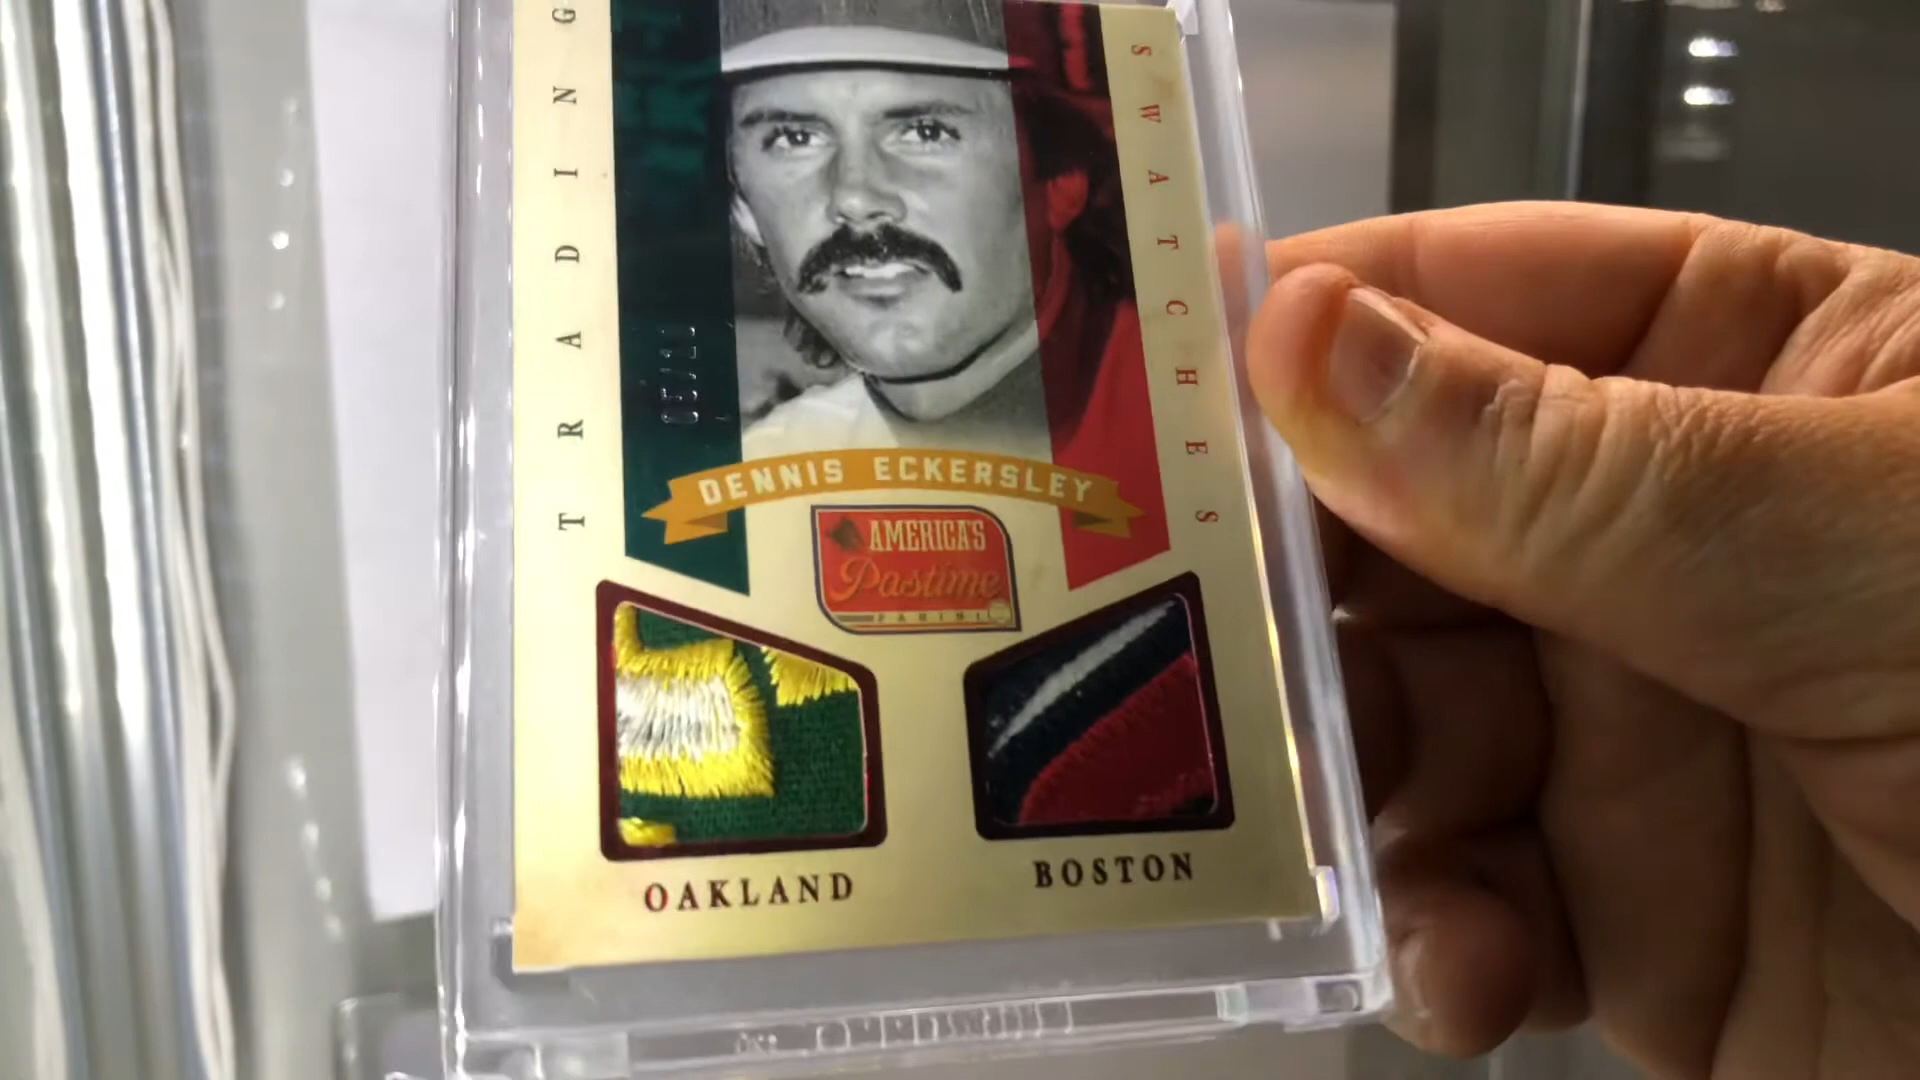 TRADING
SWATCHES
DENNIS ECKERSLEY
AMERICA'S
Pastime
PANINI
OAKLAND
BOSTON